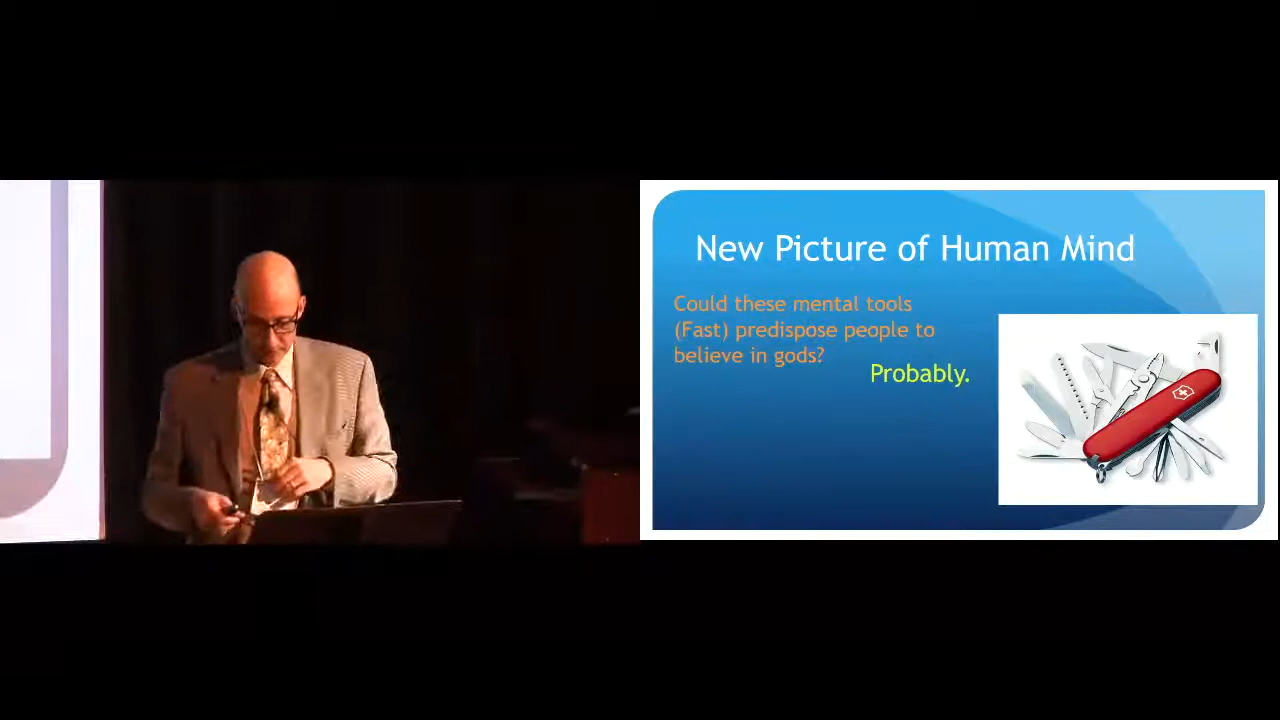 New Picture of Human Mind
Could these mental tools
(Fast) predispose people to
believe in gods?
Probably.